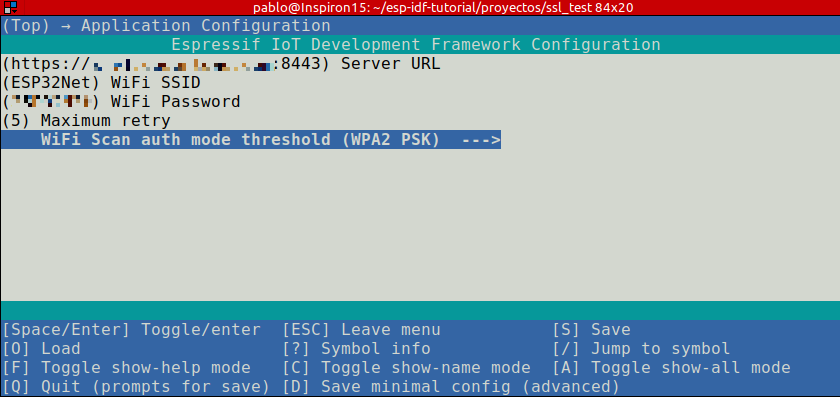 pablo@Inspiron15: ~/esp-idf-tutorial/proyectos/ssl_test 84x20
(Top) → Application Configuration
Espressif IoT Development Framework Configuration
(https:// :8443) Server URL
(ESP32Net) WiFi SSID
( ) WiFi Password
(5) Maximum retry
WiFi Scan auth mode threshold (WPA2 PSK) --->
[Space/Enter] Toggle/enter [ESC] Leave menu [S] Save
[O] Load [?] Symbol info [/] Jump to symbol
[F] Toggle show-help mode [C] Toggle show-name mode [A] Toggle show-all mode
[Q] Quit (prompts for save) [D] Save minimal config (advanced)